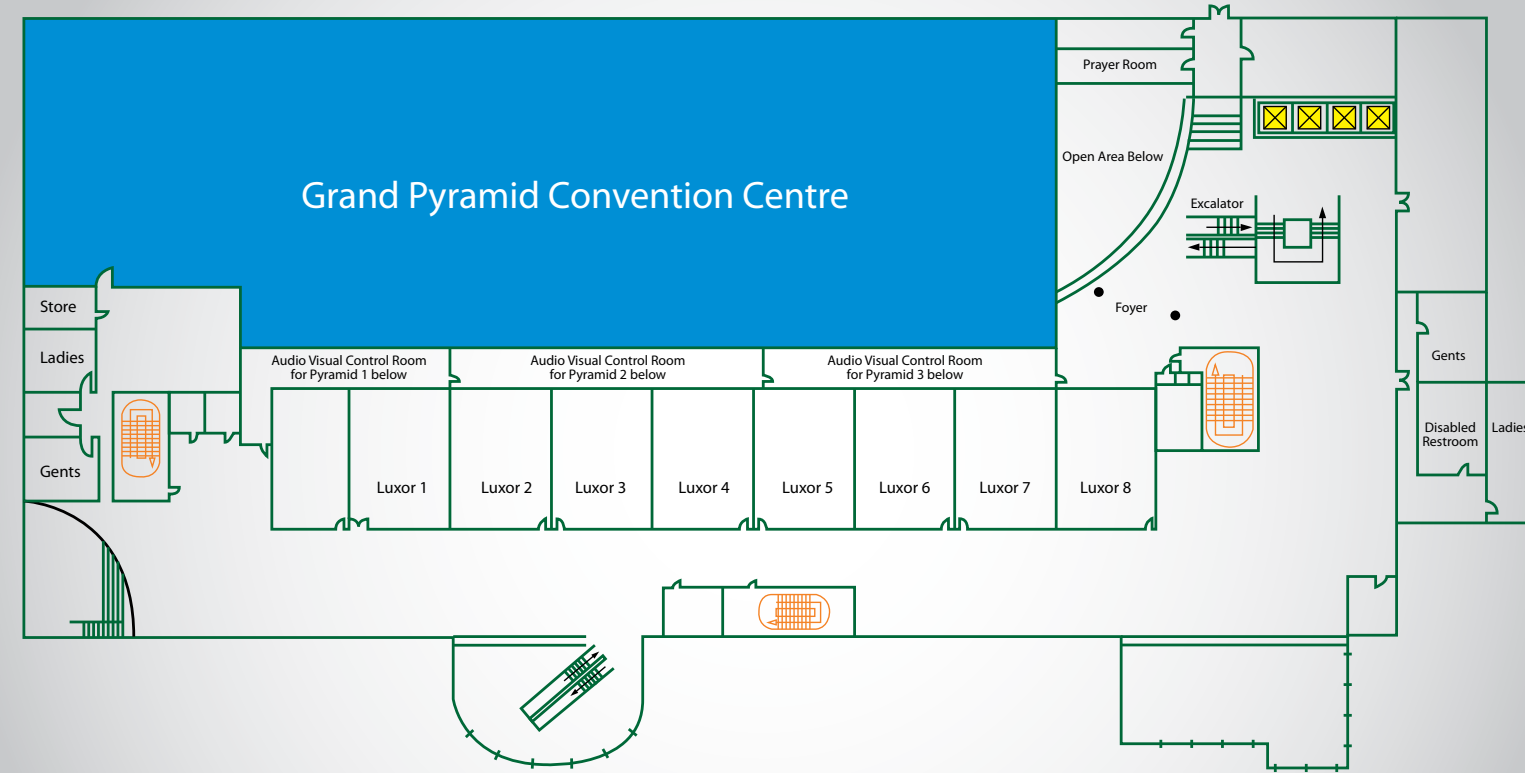 Prayer Room
Open Area Below
Grand Pyramid Convention Centre
Excalator
Store
Foyer
Ladies
Audio Visual Control Room
for Pyramid 1 below
Audio Visual Control Room
for Pyramid 2 below
Audio Visual Control Room
for Pyramid 3 below
Gents
Disabled
Restroom
Ladies
Gents
Luxor 1
Luxor 2
Luxor 3
Luxor 4
Luxor 5
Luxor 6
Luxor 7
Luxor 8